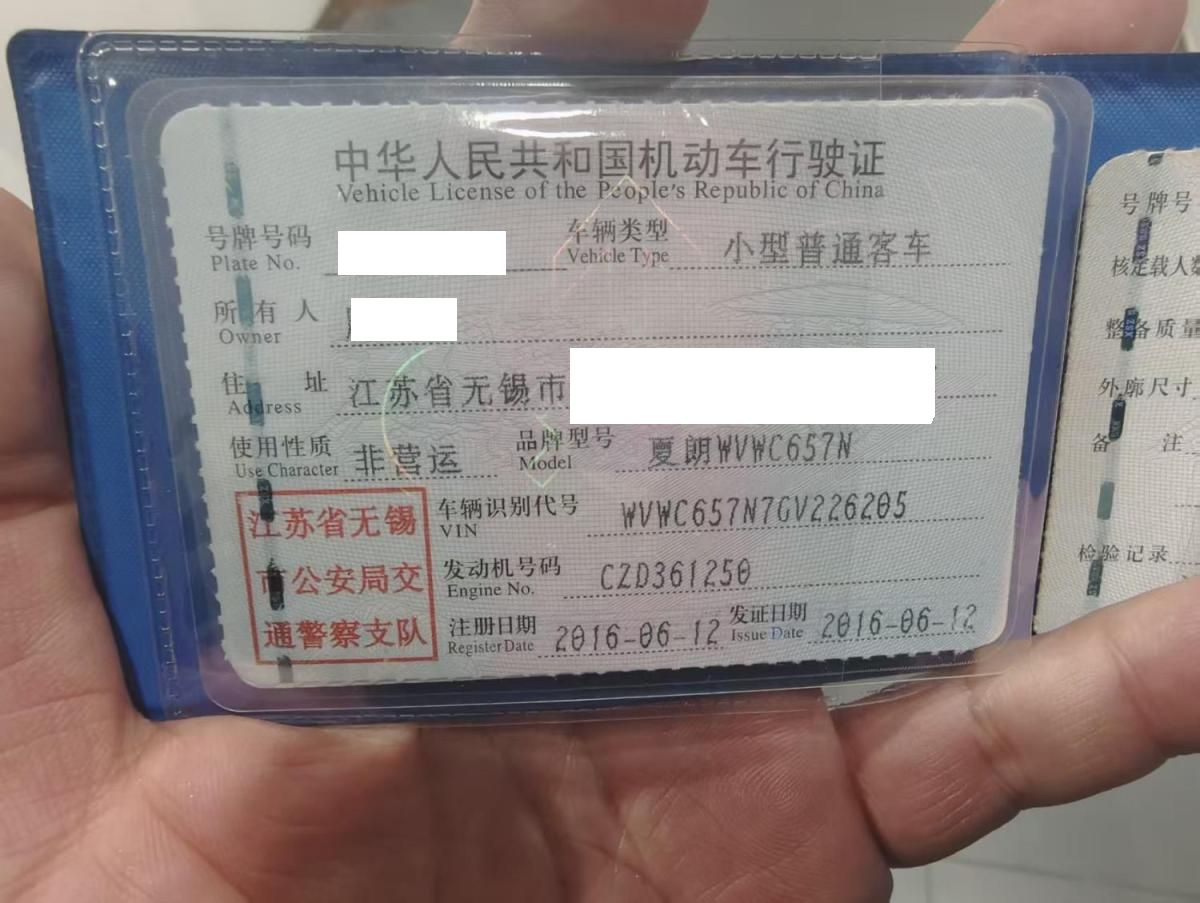 中华人民共和国机动车行驶证
Vehicle License of the People's Republic of China
号牌号码
Plate No.
车辆类型
Vehicle Type
小型普通客车
所有人
Owner
住址
Address
江苏省无锡市
使用性质
Use Character
非营运
品牌型号
Model
夏朗WVWC657N
江苏省无锡
市公安局交
通警察支队
车辆识别代号
VIN
WVWC657N7GV226205
发动机号码
Engine No.
CZD361250
注册日期
Register Date
2016-06-12
发证日期
Issue Date
2016-06-12
号牌号
核定载人数
整备质量
外廓尺寸
备注
检验记录